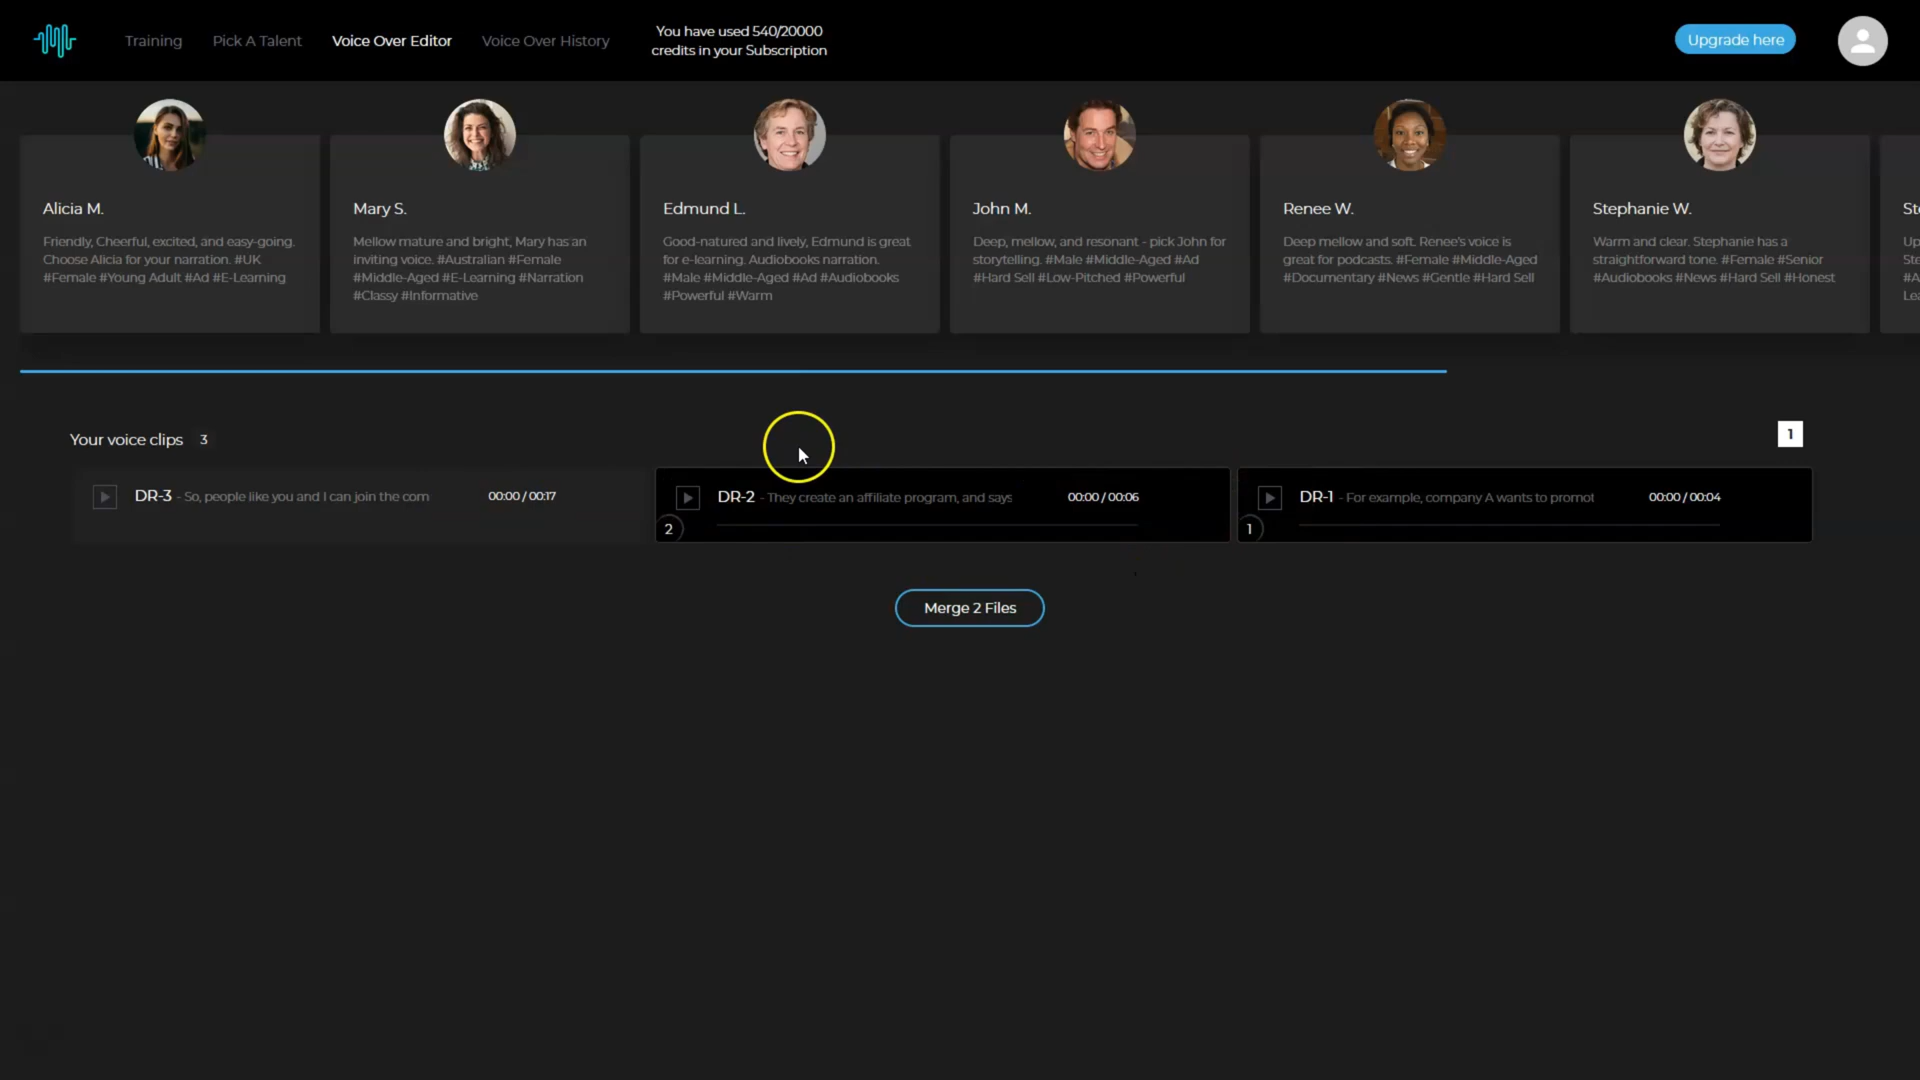 Training
Pick A Talent
Voice Over Editor
Voice Over History
You have used 540/20000
credits in your Subscription
Upgrade here
Alicia M.
Friendly, Cheerful, excited, and easy-going.
Choose Alicia for your narration. #UK
#Female #Young Adult #Ad #E-Learning
Mary S.
Mellow mature and bright, Mary has an
inviting voice. #Australian #Female
#Middle-Aged #E-Learning #Narration
#Classy #Informative
Edmund L.
Good-natured and lively, Edmund is great
for e-learning. Audiobooks narration.
#Male #Middle-Aged #Ad #Audiobooks
#Powerful #Warm
John M.
Deep, mellow, and resonant - pick John for
storytelling. #Male #Middle-Aged #Ad
#Hard Sell #Low-Pitched #Powerful
Renee W.
Deep mellow and soft. Renee's voice is
great for podcasts. #Female #Middle-Aged
#Documentary #News #Gentle #Hard Sell
Stephanie W.
Warm and clear. Stephanie has a
straightforward tone. #Female #Senior
#Audiobooks #News #Hard Sell #Honest
Your voice clips 3
1
DR-3 - So, people like you and I can join the com
00:00 / 00:17
DR-2 - They create an affiliate program, and says
00:00 / 00:06
2
DR-1 - For example, company A wants to promot
00:00 / 00:04
1
Merge 2 Files